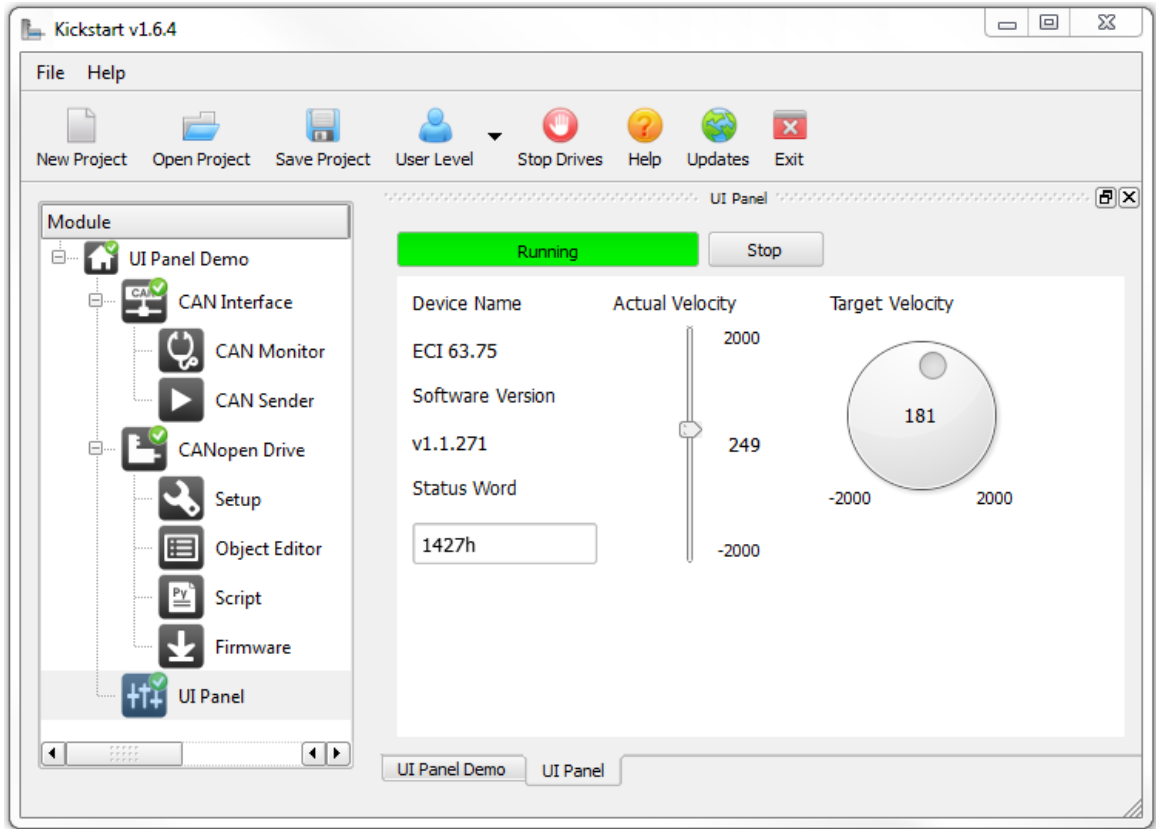 Kickstart v1.6.4
File Help
New Project Open Project Save Project User Level Stop Drives Help Updates Exit
UI Panel
Module
UI Panel Demo
CAN Interface
CAN
CAN Monitor
CAN Sender
CANopen Drive
Setup
Object Editor
Script
Py
Firmware
UI Panel
Running Stop
Device Name Actual Velocity Target Velocity
2000
ECI 63.75
Software Version
181
v1.1.271
249
Status Word
-2000 2000
1427h
-2000
UI Panel Demo UI Panel